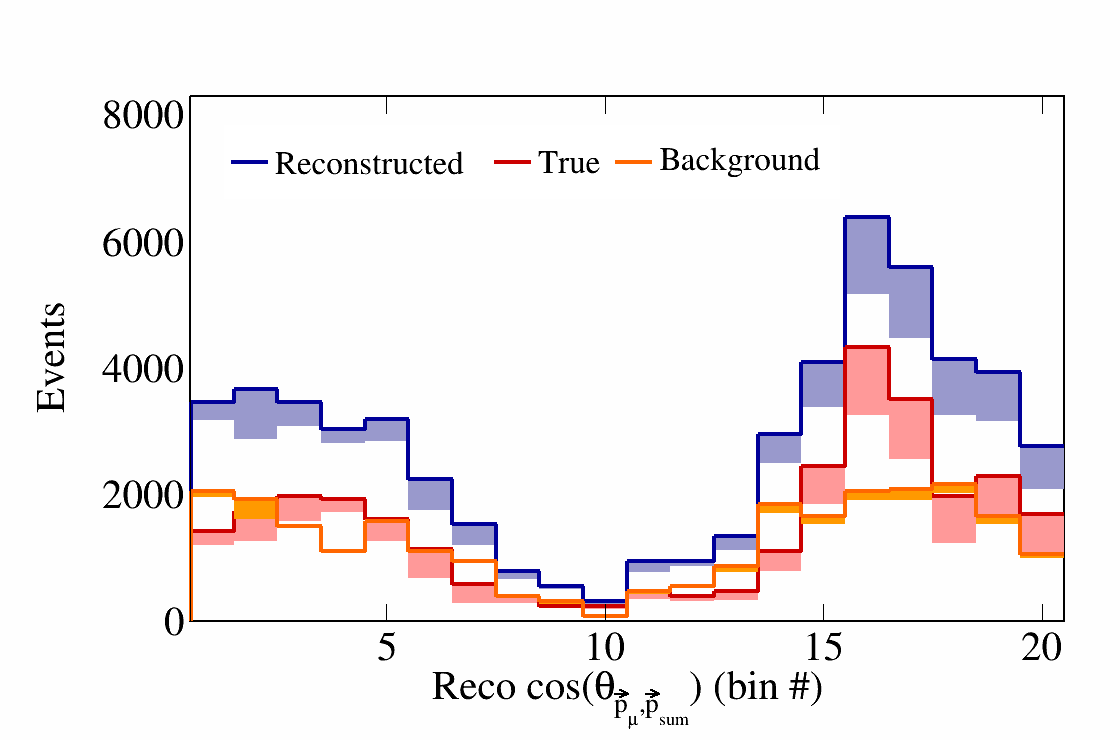 8000
Reconstructed True Background
6000
4000
2000
0
Events
5 10 15 20
Reco cos(θp⃗μ,p⃗sum) (bin #)